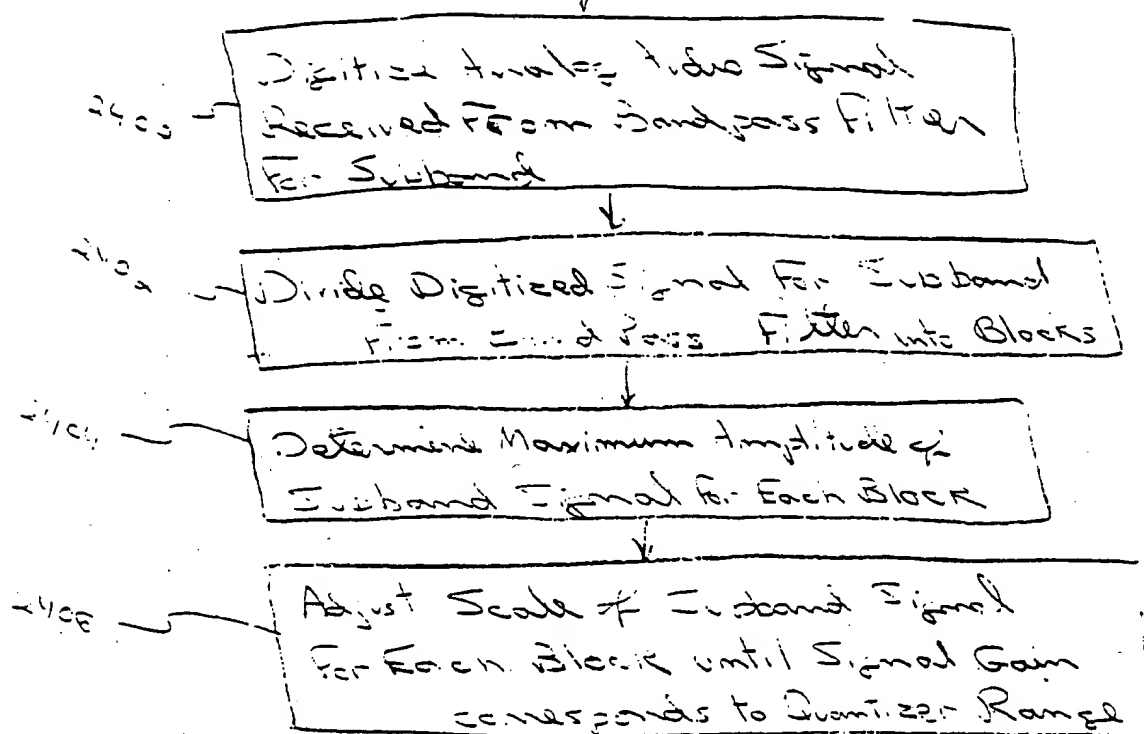 Digitize Analog Audio Signal
Received From Bandpass Filter
For Subband
Divide Digitized Signal For Subband
From Band Pass Filter into Blocks
Determine Maximum Amplitude of
Subband Signal For Each Block
Adjust Scale of Subband Signal
For Each Block until Signal Gain
corresponds to Quantizer Range